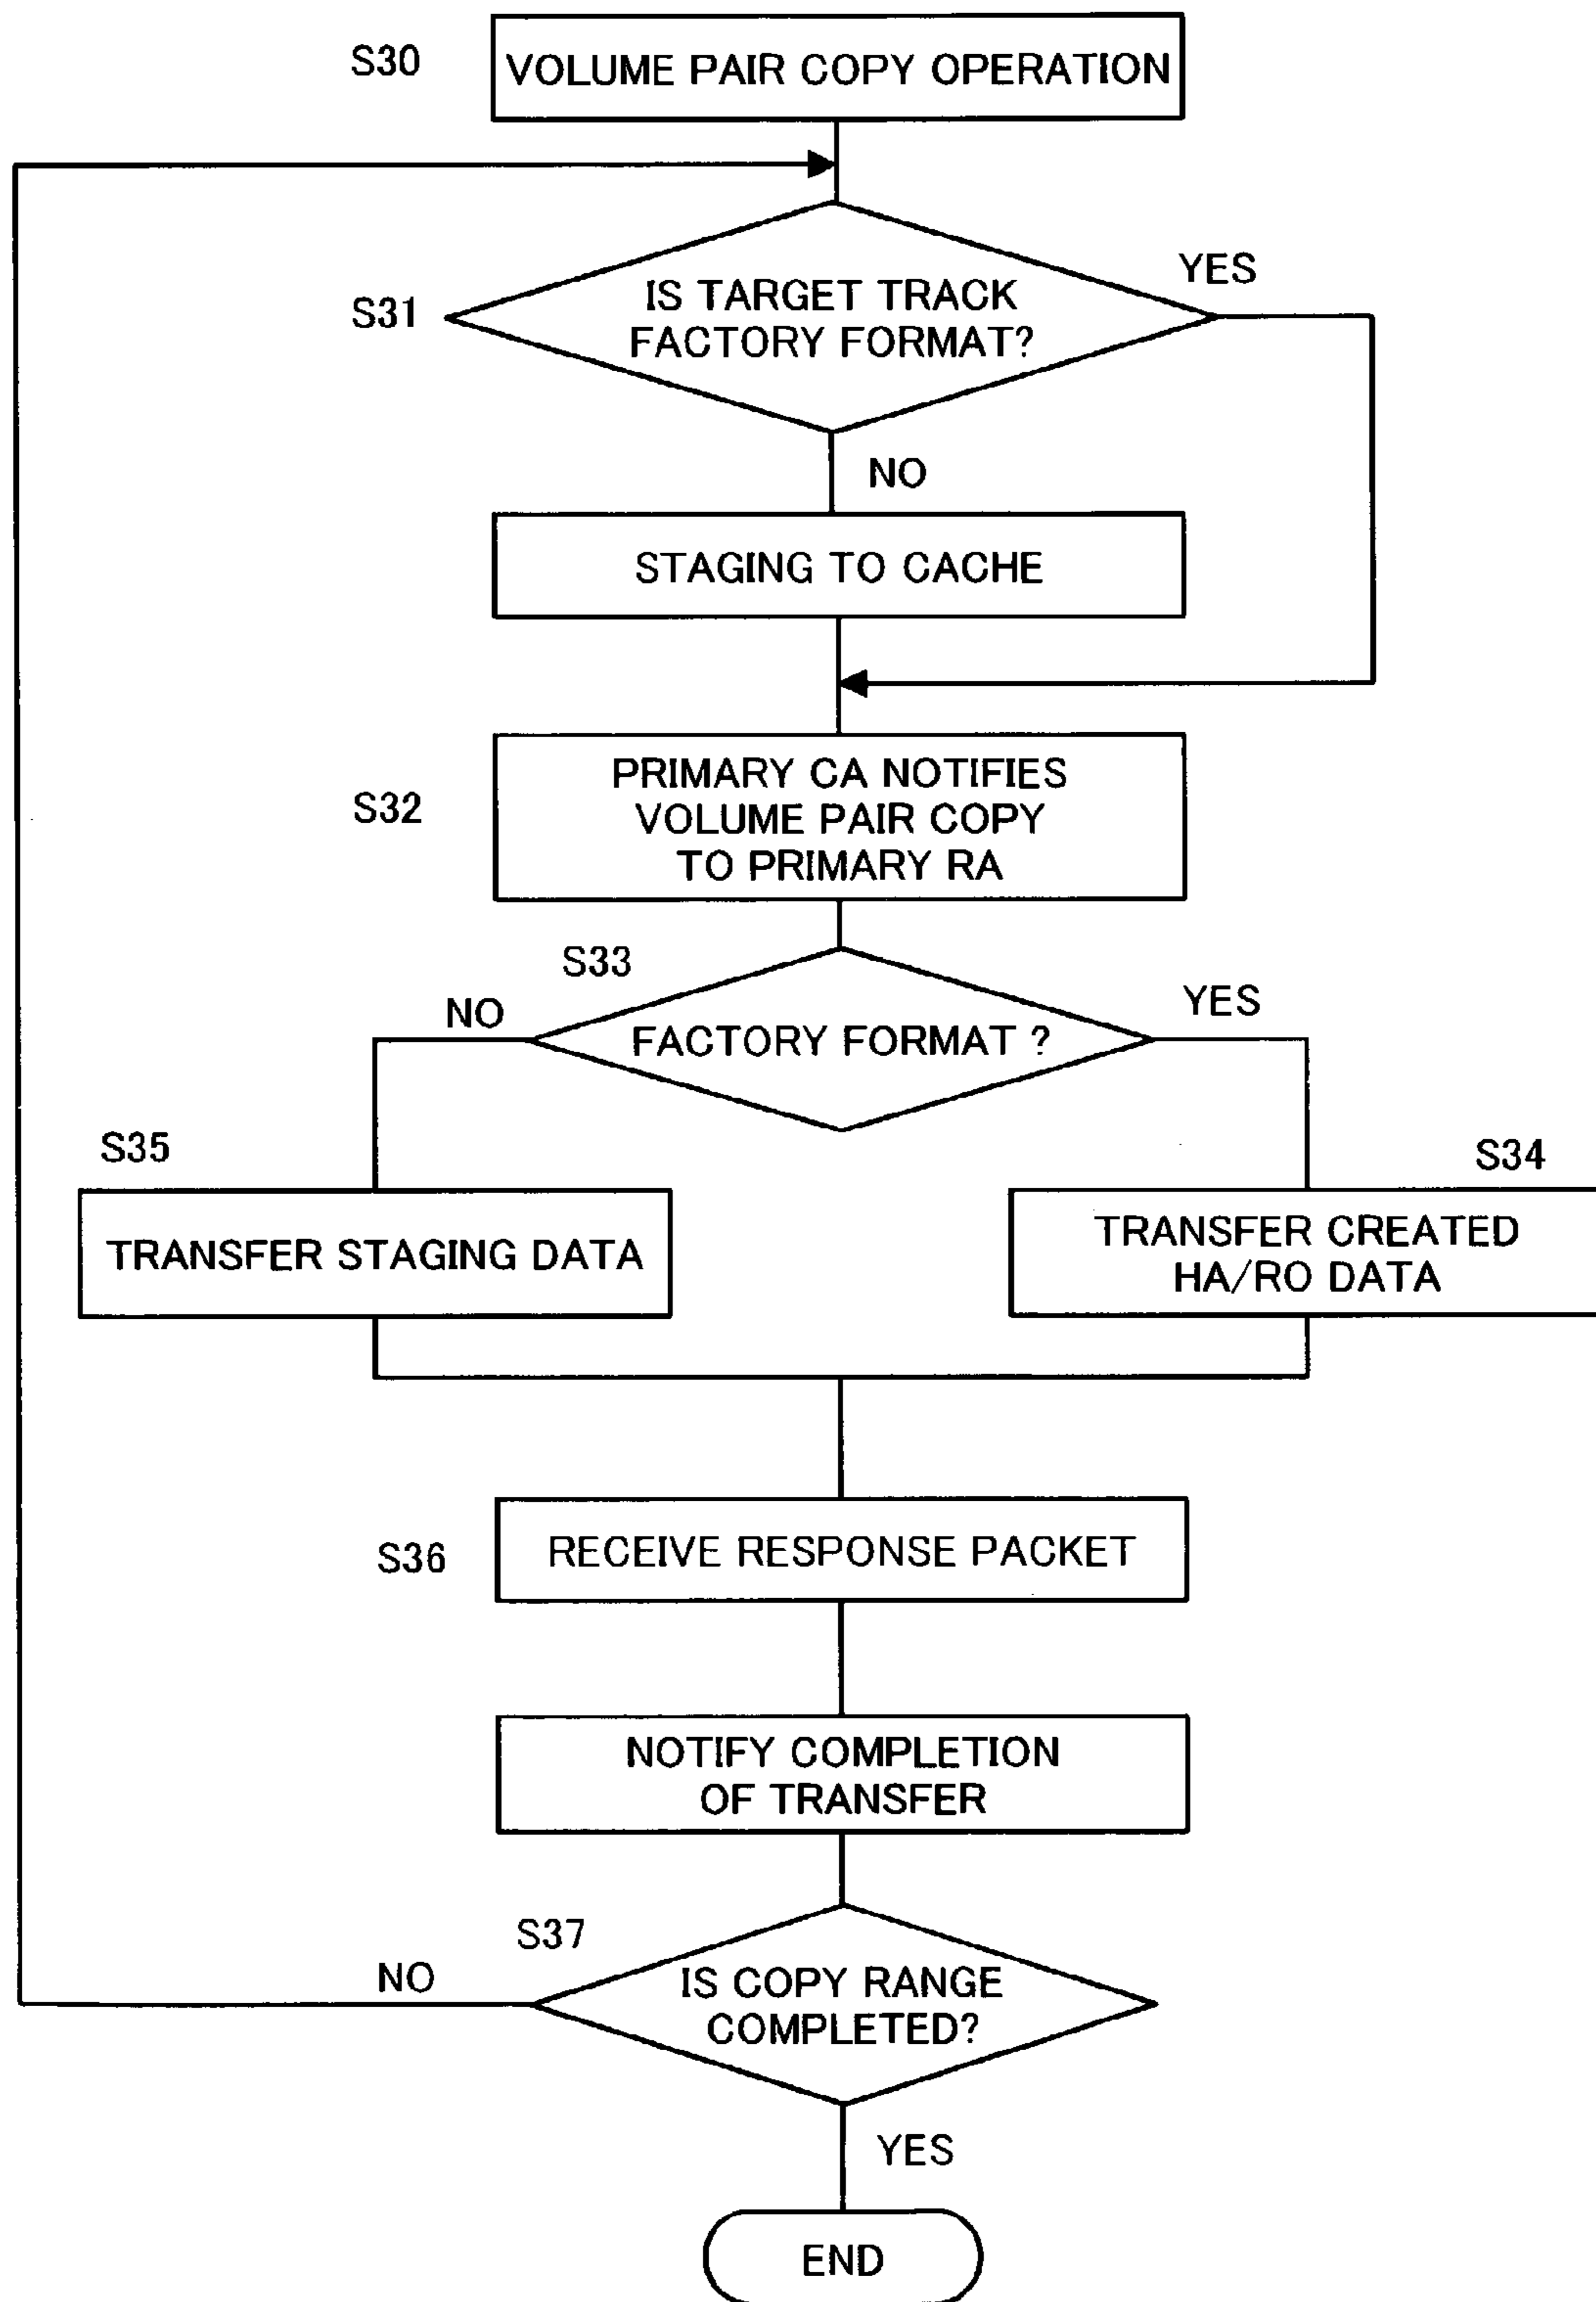 S30
VOLUME PAIR COPY OPERATION
YES
S31
IS TARGET TRACK
FACTORY FORMAT?
NO
STAGING TO CACHE
S32
PRIMARY CA NOTIFIES
VOLUME PAIR COPY
TO PRIMARY RA
S33
NO
YES
FACTORY FORMAT ?
S35
S34
TRANSFER STAGING DATA
TRANSFER CREATED
HA/RO DATA
S36
RECEIVE RESPONSE PACKET
NOTIFY COMPLETION
OF TRANSFER
S37
NO
IS COPY RANGE
COMPLETED?
YES
END